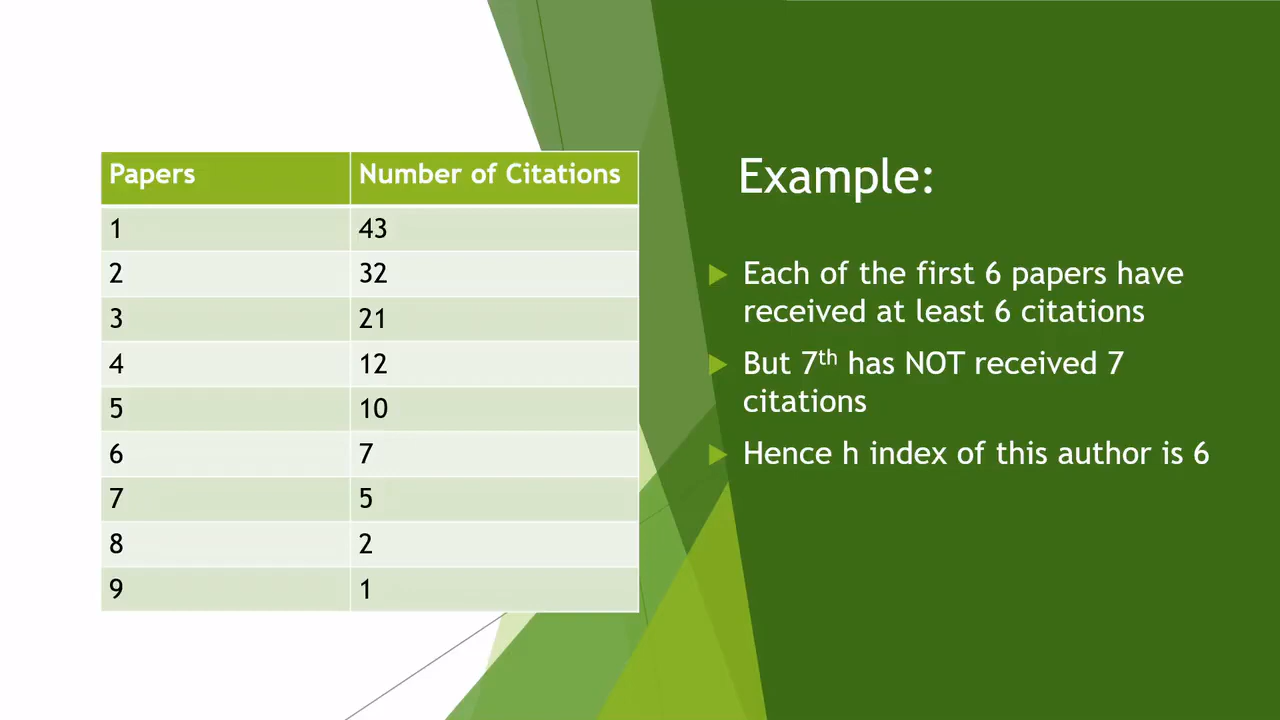 Papers Number of Citations
1 43
2 32
3 21
4 12
5 10
6 7
7 5
8 2
9 1
Example:
Each of the first 6 papers have
received at least 6 citations
But 7th has NOT received 7
citations
Hence h index of this author is 6